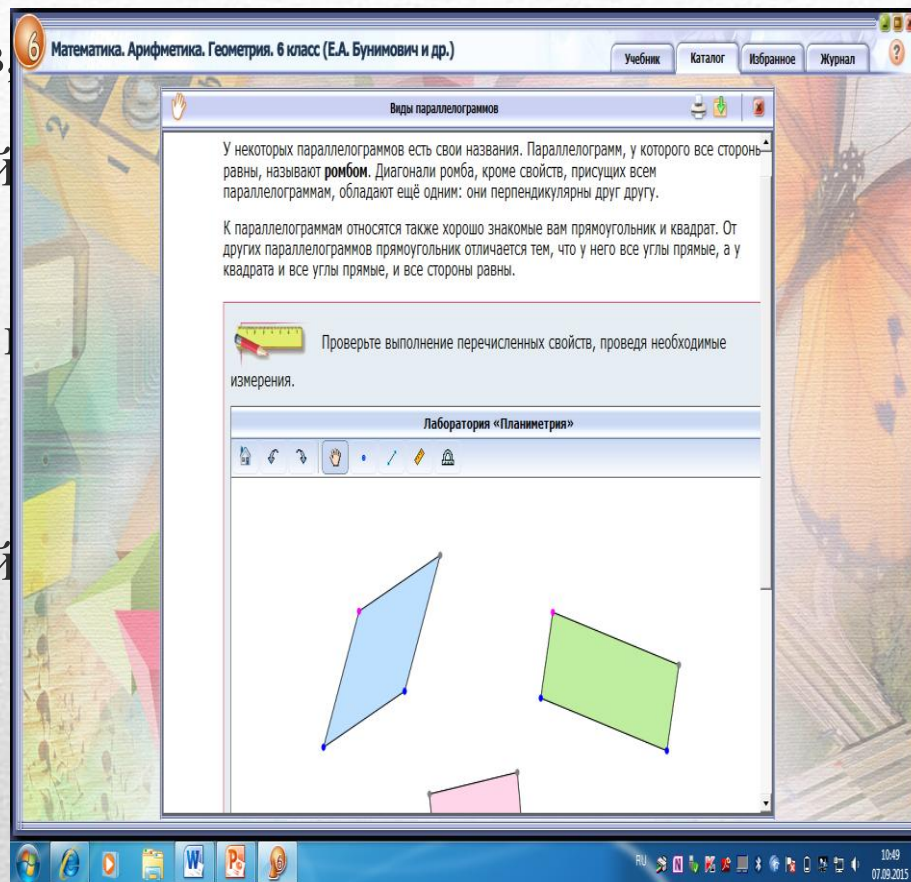 6
Математика. Арифметика. Геометрия. 6 класс (Е.А. Бунимович и др.)
Учебник
Каталог
Избранное
Журнал
?
Виды параллелограммов
У некоторых параллелограммов есть свои названия. Параллелограмм, у которого все сторон
равны, называют ромбом. Диагонали ромба, кроме свойств, присущих всем
параллелограммам, обладают ещё одним: они перпендикулярны друг другу.
К параллелограммам относятся также хорошо знакомые вам прямоугольник и квадрат. От
других параллелограммов прямоугольник отличается тем, что у него все углы прямые, а у
квадрата и все углы прямые, и все стороны равны.
Проверьте выполнение перечисленных свойств, проведя необходимые
измерения.
Лаборатория «Планиметрия»
RU
10:49
07.09.2015